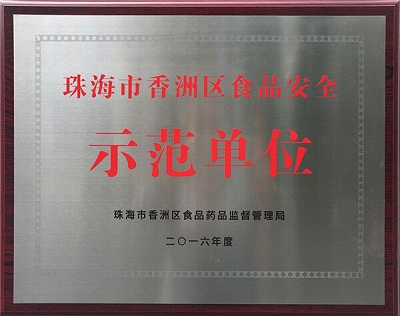 珠海市香洲区食品安全
示范单位
珠海市香洲区食品药品监督管理局
二〇一六年度